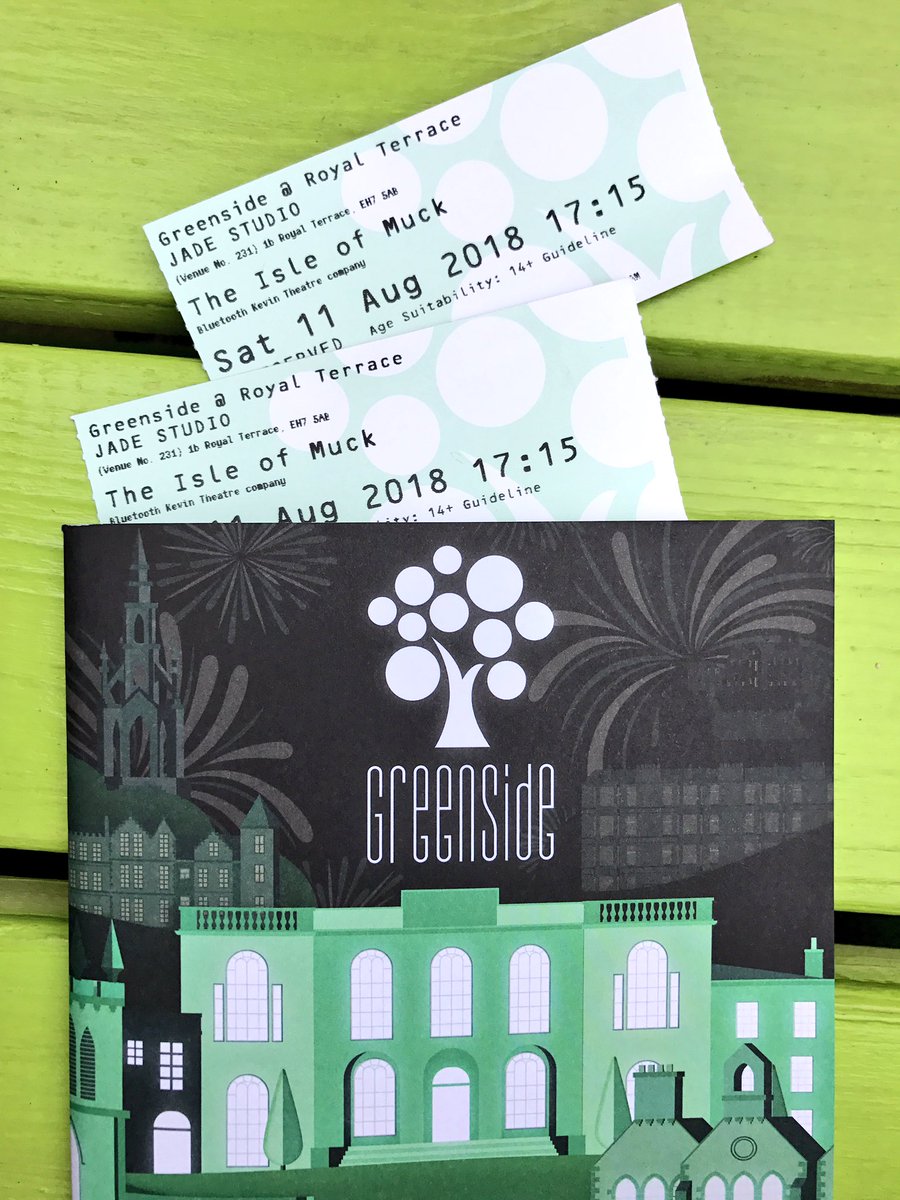 Greenside @ Royal Terrace
JADE STUDIO
(Venue No. 231) 1b Royal Terrace, EH7 5AB
The Isle of Muck
Bluetooth Kevin Theatre company
Sat 11 Aug 2018 17:15
Age Suitability: 14+ Guideline
Greenside @ Royal Terrace
JADE STUDIO
(Venue No. 231) 1b Royal Terrace, EH7 5AB
The Isle of Muck
Bluetooth Kevin Theatre company
11 Aug 2018 17:15
14+ Guideline
Greenside